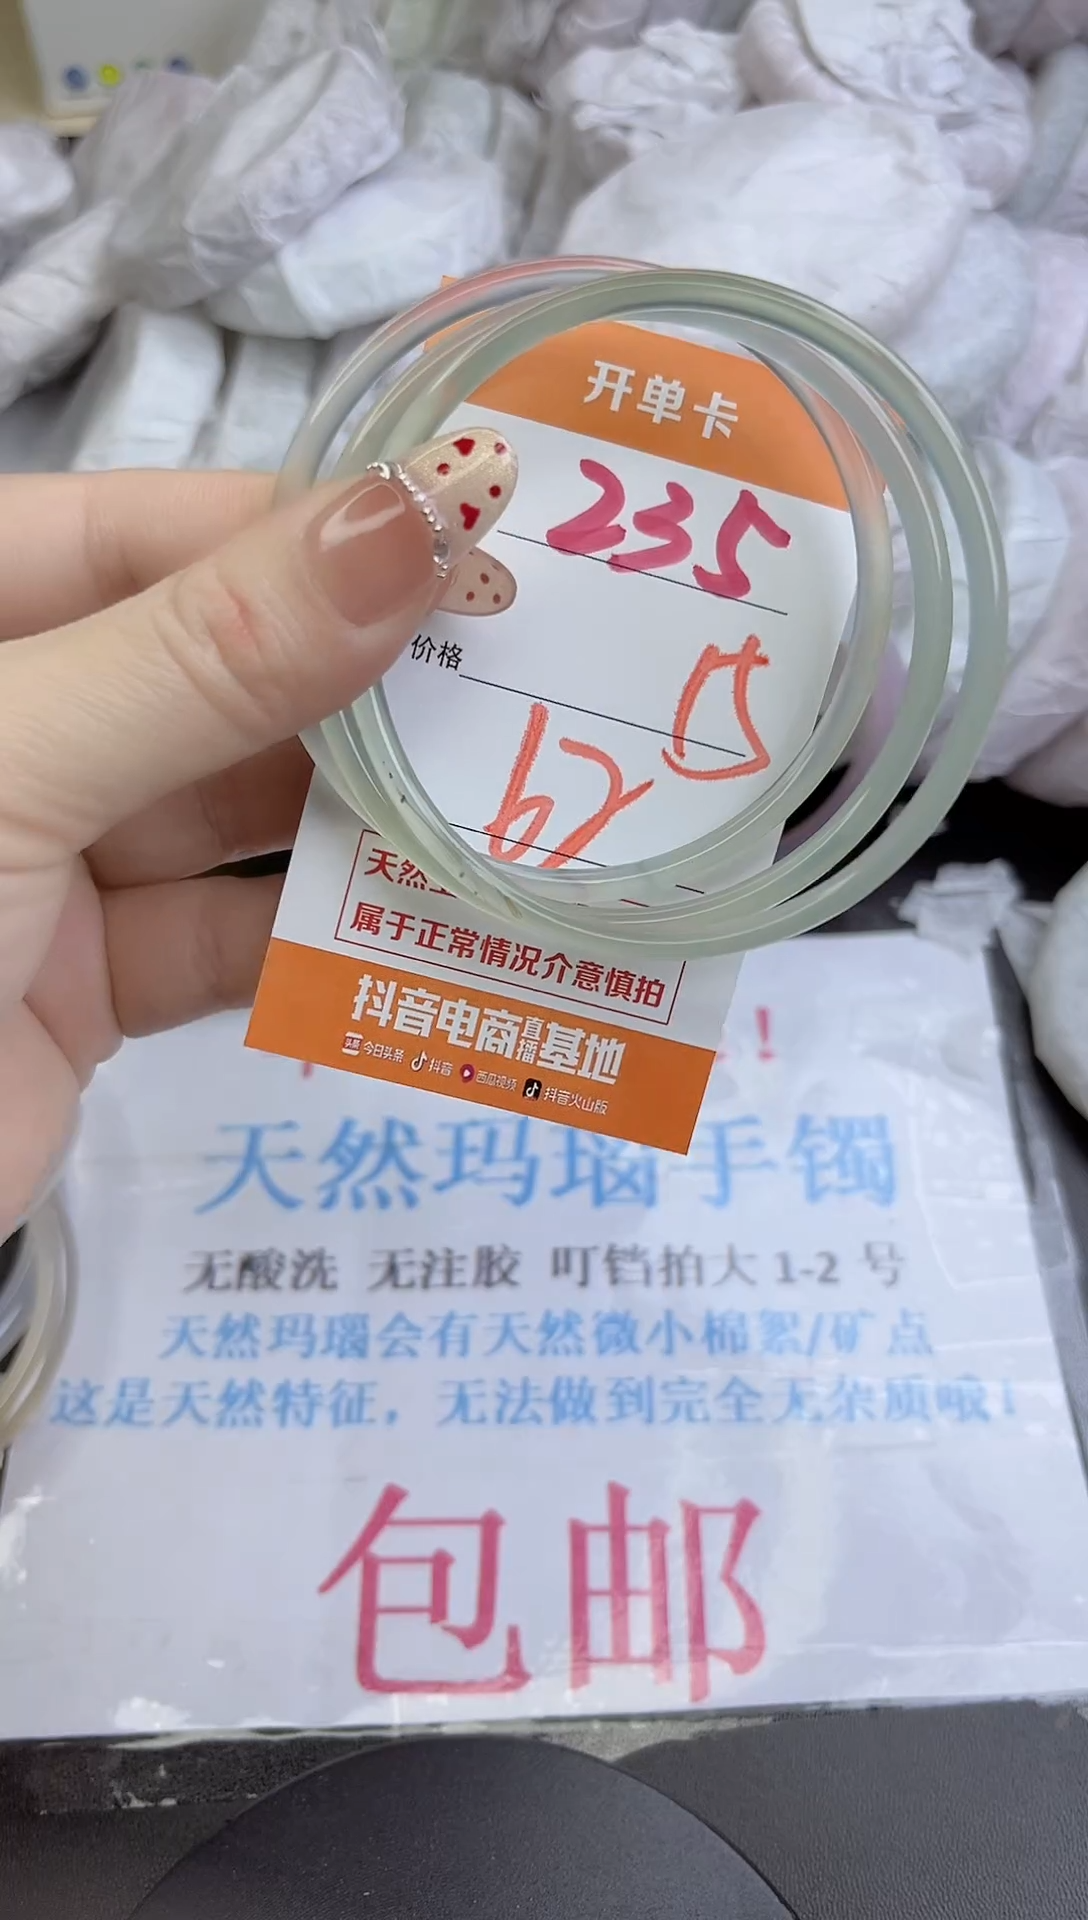 开单卡
235
价格
62
天然
属于正常情况介意慎拍
抖音电商直播基地
头条 今日头条 抖音 西瓜视频 抖音火山版
!
天然玛瑙手镯
无酸洗 无注胶 叮铛拍大1-2号
天然玛瑙会有天然微小棉絮/矿点
这是天然特征，无法做到完全无杂质哦！
包邮